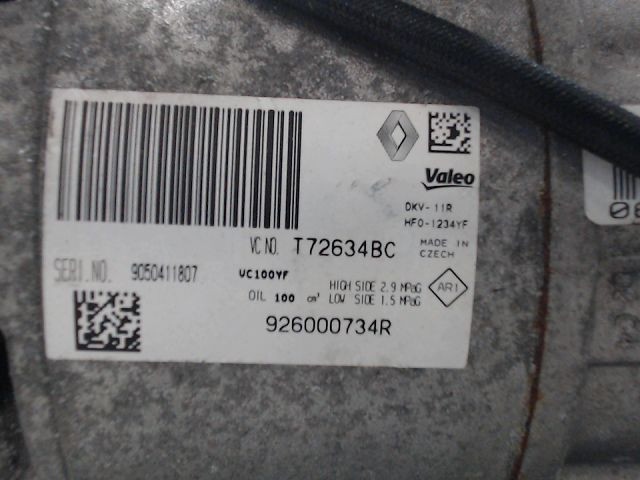 Valeo
DKV-11R
HFO-1234YF
VC NO. T72634BC
MADE IN
CZECH
SERI.NO. 9050411807
VC100YF
HIGH SIDE 2.9 MPaG
OIL 100 cm³ LOW SIDE 1.5 MPaG
AR1
926000734R